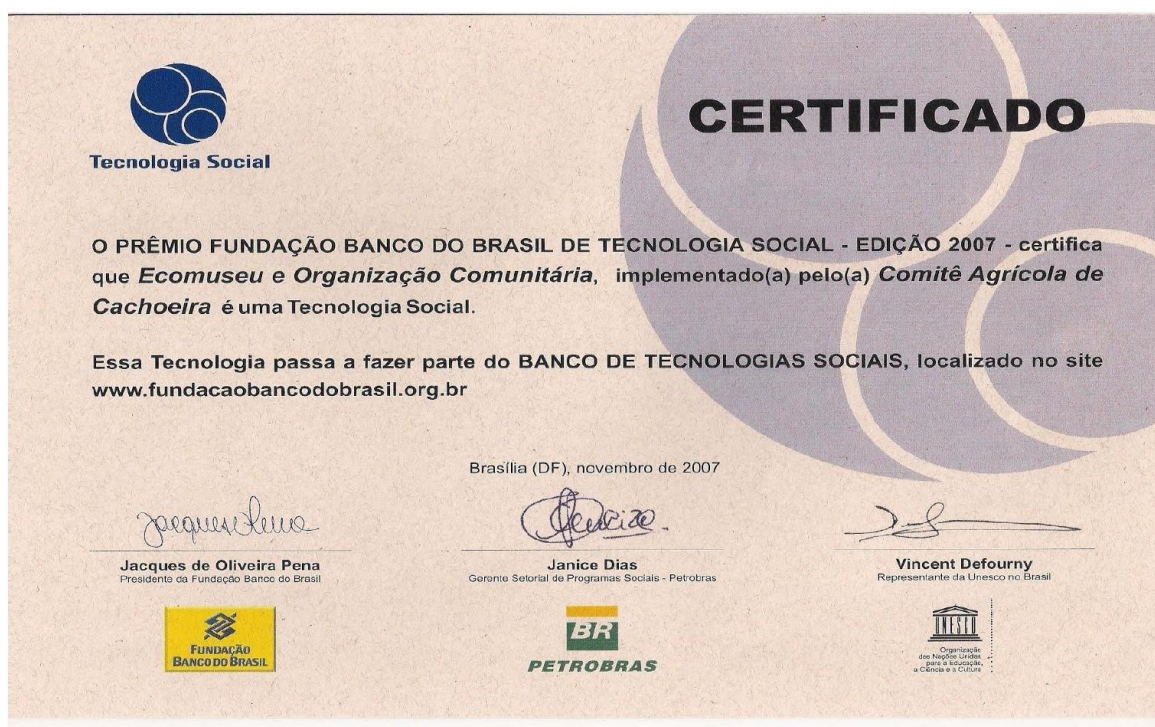 Tecnologia Social
CERTIFICADO
O PRÊMIO FUNDAÇÃO BANCO DO BRASIL DE TECNOLOGIA SOCIAL - EDIÇÃO 2007 - certifica
que Ecomuseu e Organização Comunitária, implementado(a) pelo(a) Comitê Agrícola de
Cachoeira é uma Tecnologia Social.
Essa Tecnologia passa a fazer parte do BANCO DE TECNOLOGIAS SOCIAIS, localizado no site
www.fundacaobancodobrasil.org.br
Brasília (DF), novembro de 2007
Jacques de Oliveira Pena
Presidente da Fundação Banco do Brasil
Janice Dias
Gerente Setorial de Programas Sociais - Petrobras
Vincent Defourny
Representante da Unesco no Brasil
FUNDAÇÃO
BANCO DO BRASIL
BR
PETROBRAS
UNESCO
Organização
das Nações Unidas
para a Educação,
a Ciência e a Cultura